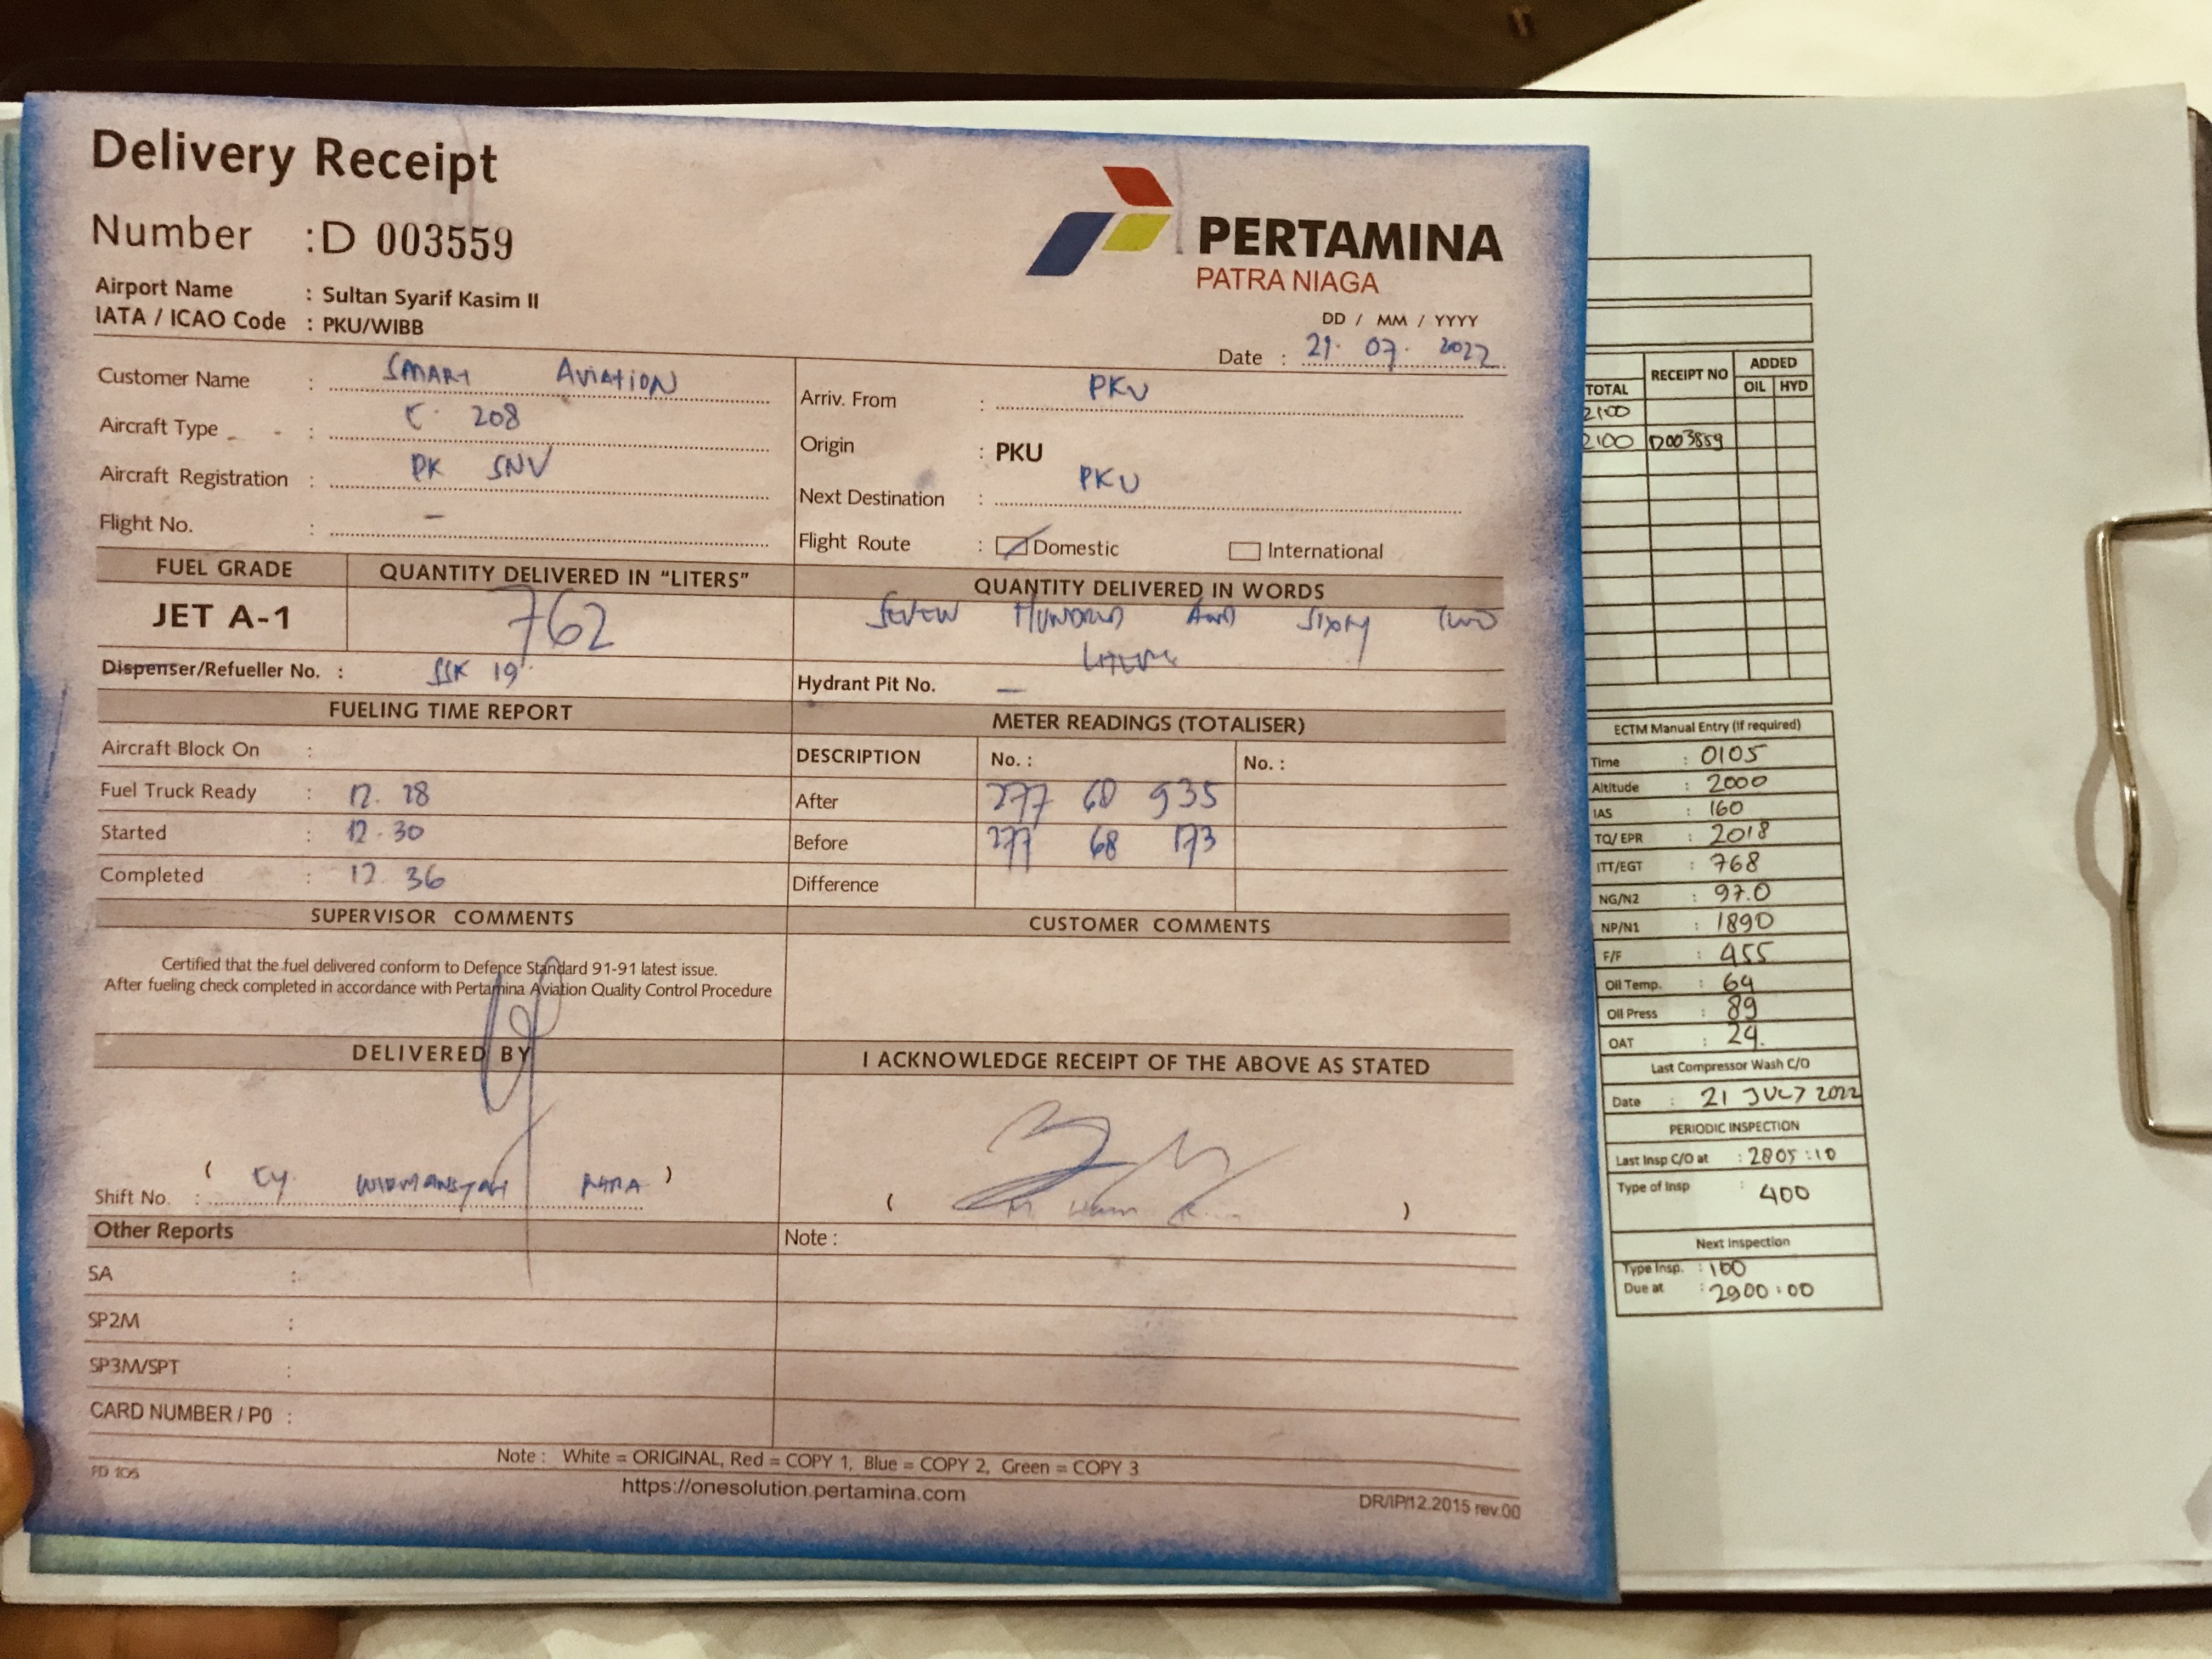 Delivery Receipt
Number : D 003559
Airport Name : Sultan Syarif Kasim II
IATA / ICAO Code : PKU/WIBB
PERTAMINA
PATRA NIAGA
DD / MM / YYYY
Date : 21. 07. 2022
Customer Name : SMART AVIATION
Aircraft Type : C 208
Aircraft Registration : PK SNV
Flight No. : –
Arriv. From : PKU
Origin : PKU
Next Destination : PKU
Flight Route : Domestic International
FUEL GRADE QUANTITY DELIVERED IN “LITERS” QUANTITY DELIVERED IN WORDS
JET A-1 762 SEVEN HUNDRED AND SIXTY TWO
LITERS
Dispenser/Refueller No. : SSK 19
Hydrant Pit No. —
FUELING TIME REPORT
Aircraft Block On :
Fuel Truck Ready : 12. 28
Started : 12. 30
Completed : 12 36
METER READINGS (TOTALISER)
DESCRIPTION No. : No. :
After 277 68 935
Before 277 68 173
Difference
SUPERVISOR COMMENTS
Certified that the fuel delivered conform to Defence Standard 91-91 latest issue.
After fueling check completed in accordance with Pertamina Aviation Quality Control Procedure
CUSTOMER COMMENTS
DELIVERED BY
( )
Shift No. :
I ACKNOWLEDGE RECEIPT OF THE ABOVE AS STATED
( )
Other Reports
SA :
SP2M :
SP3M/SPT :
CARD NUMBER / P0 :
Note :
Note : White = ORIGINAL, Red = COPY 1, Blue = COPY 2, Green = COPY 3
https://onesolution.pertamina.com
FD 105
DR/IP/12.2015 rev.00
TOTAL RECEIPT NO ADDED
OIL HYD
2100
2100 D003859
ECTM Manual Entry (If required)
Time : 0105
Altitude : 2000
IAS : 160
TQ/ EPR : 2018
ITT/EGT : 768
NG/N2 : 97.0
NP/N1 : 1890
F/F : 455
Oil Temp. : 64
Oil Press : 89
OAT : 24.
Last Compressor Wash C/O
Date : 21 JULY 2022
PERIODIC INSPECTION
Last Insp C/O at : 2805:10
Type of Insp : 400
Next Inspection
Type Insp. : 100
Due at : 2900:00